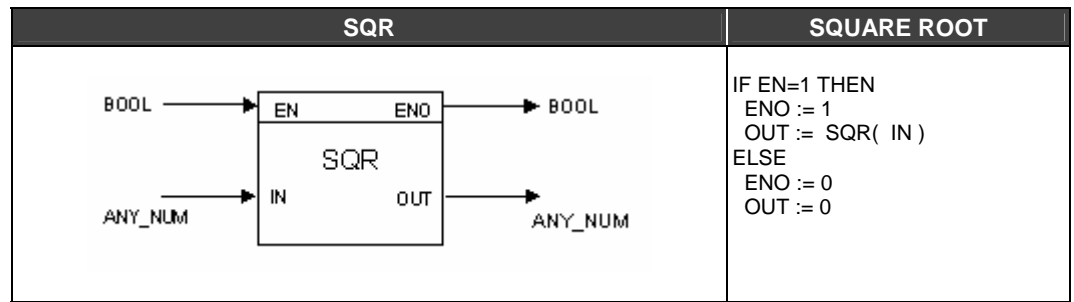 SQR
SQUARE ROOT
BOOL
EN
ENO
BOOL
SQR
IN
OUT
ANY_NUM
ANY_NUM
IF EN=1 THEN
ENO := 1
OUT := SQR( IN )
ELSE
ENO := 0
OUT := 0